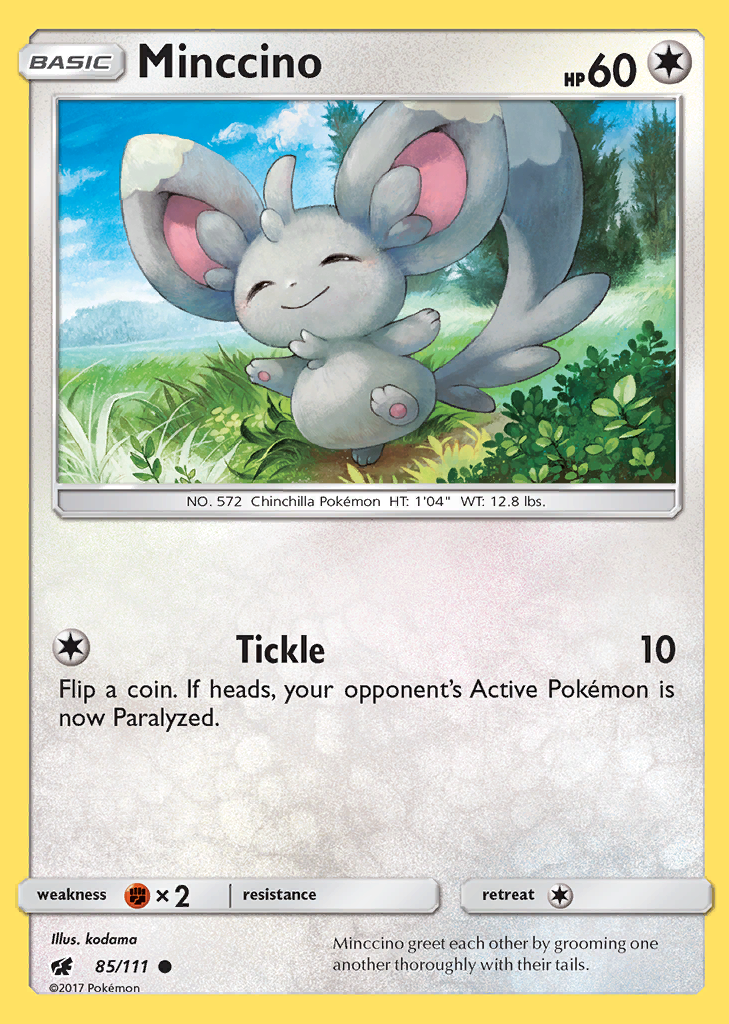 BASIC Minccino HP60
NO. 572 Chinchilla Pokémon HT: 1'04" WT: 12.8 lbs.
Tickle 10
Flip a coin. If heads, your opponent's Active Pokémon is
now Paralyzed.
weakness × 2 resistance retreat
Illus. kodama
85/111
©2017 Pokémon
Minccino greet each other by grooming one
another thoroughly with their tails.